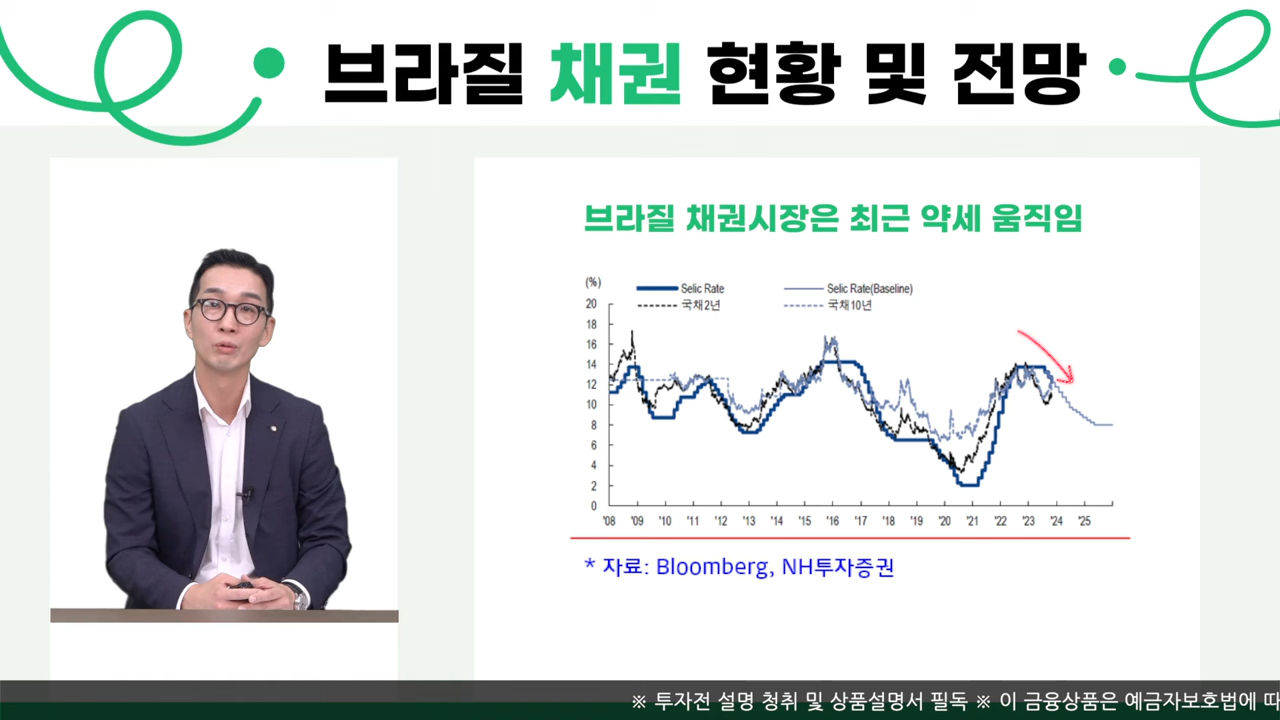 브라질 채권 현황 및 전망
브라질 채권시장은 최근 약세 움직임
(%)
Selic Rate
Selic Rate(Baseline)
국채2년
국채10년
20
18
16
14
12
10
8
6
4
2
0
'08 '09 '10 '11 '12 '13 '14 '15 '16 '17 '18 '19 '20 '21 '22 '23 '24 '25
* 자료: Bloomberg, NH투자증권
※ 투자전 설명 청취 및 상품설명서 필독 ※ 이 금융상품은 예금자보호법에 따